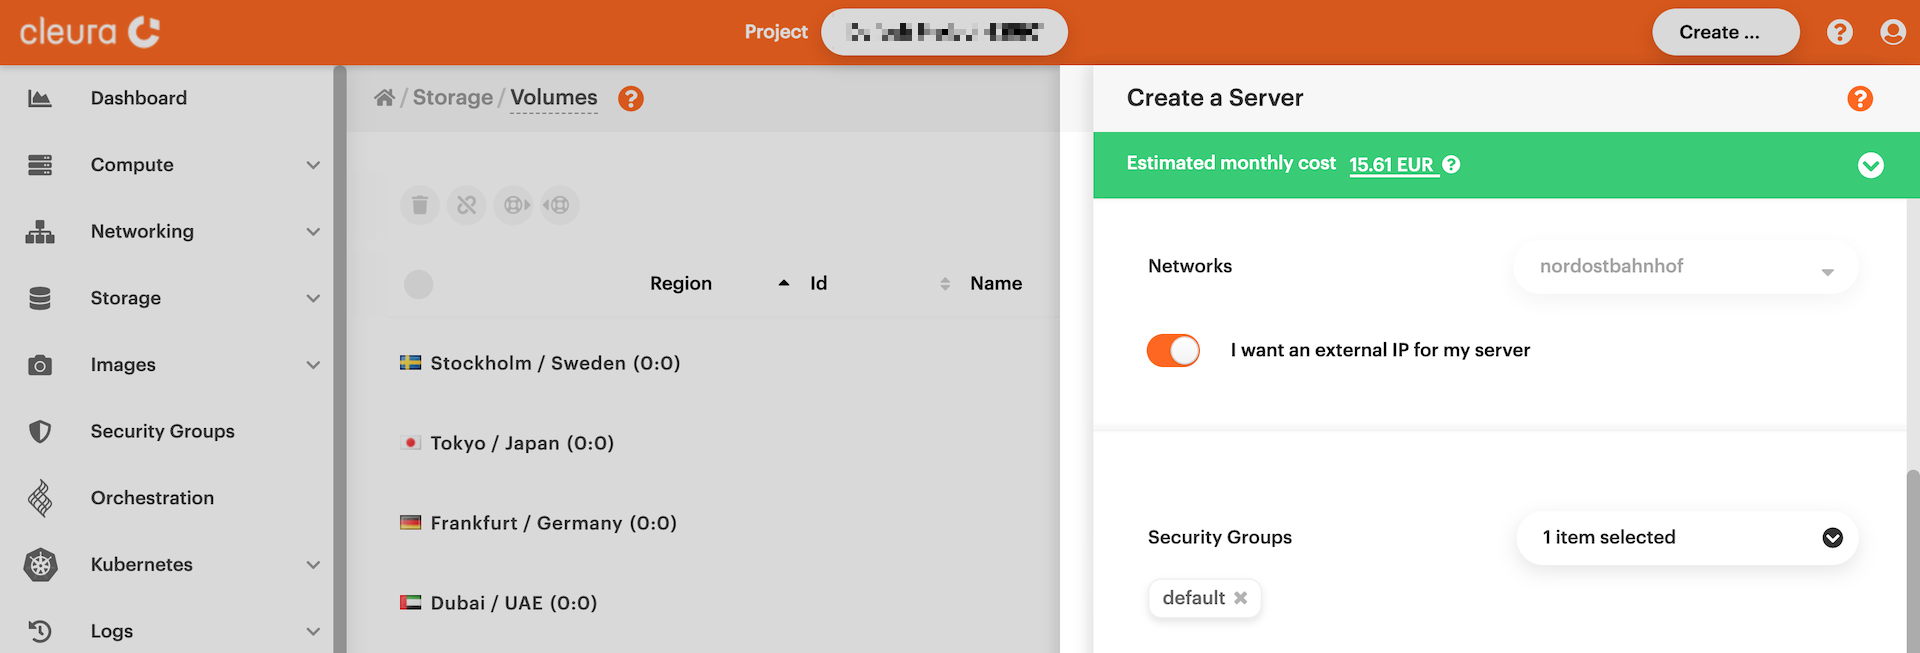 cleura
Project
Create ...
Dashboard
Compute
Networking
Storage
Images
Security Groups
Orchestration
Kubernetes
Logs
/ Storage / Volumes
Region
Id
Name
Stockholm / Sweden (0:0)
Tokyo / Japan (0:0)
Frankfurt / Germany (0:0)
Dubai / UAE (0:0)
Create a Server
Estimated monthly cost 15.61 EUR
Networks
nordostbahnhof
I want an external IP for my server
Security Groups
1 item selected
default